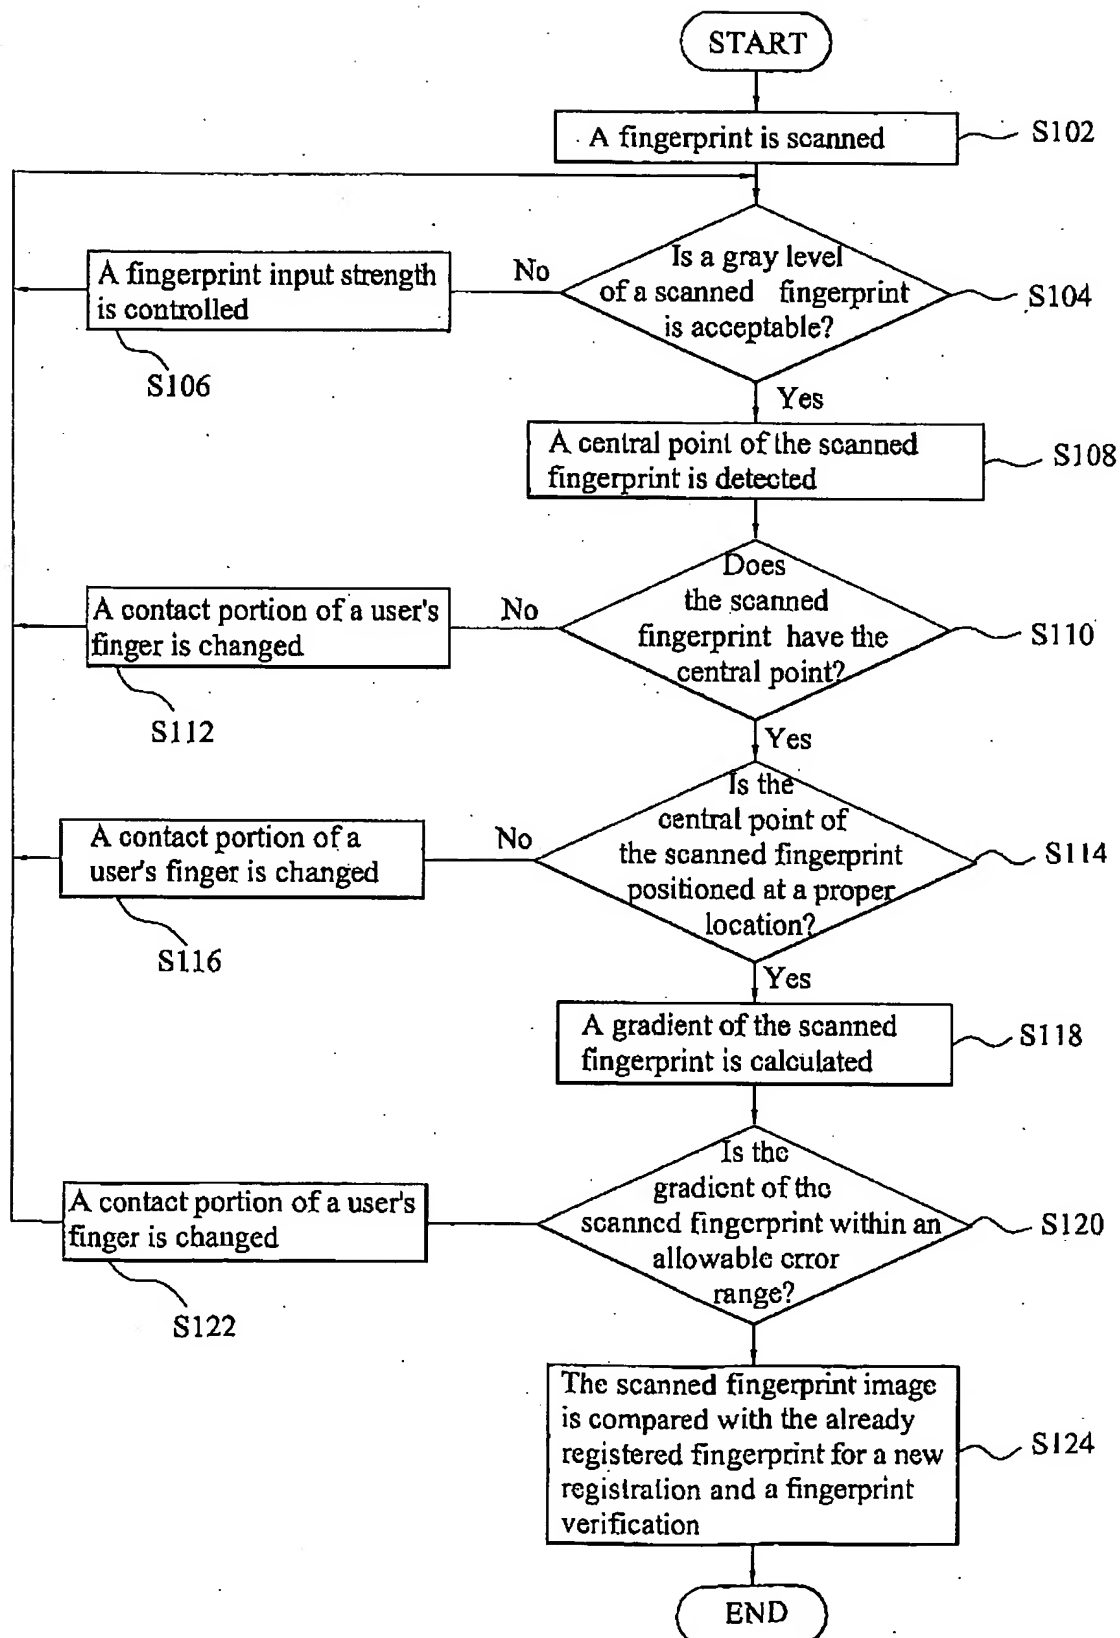 START
A fingerprint is scanned
S102
Is a gray level
of a scanned fingerprint
is acceptable?
S104
No
A fingerprint input strength
is controlled
S106
Yes
A central point of the scanned
fingerprint is detected
S108
Does
the scanned
fingerprint have the
central point?
S110
No
A contact portion of a user's
finger is changed
S112
Yes
Is the
central point of
the scanned fingerprint
positioned at a proper
location?
S114
No
A contact portion of a
user's finger is changed
S116
Yes
A gradient of the scanned
fingerprint is calculated
S118
Is the
gradient of the
scanned fingerprint within an
allowable error
range?
S120
A contact portion of a user's
finger is changed
S122
The scanned fingerprint image
is compared with the already
registered fingerprint for a new
registration and a fingerprint
verification
S124
END